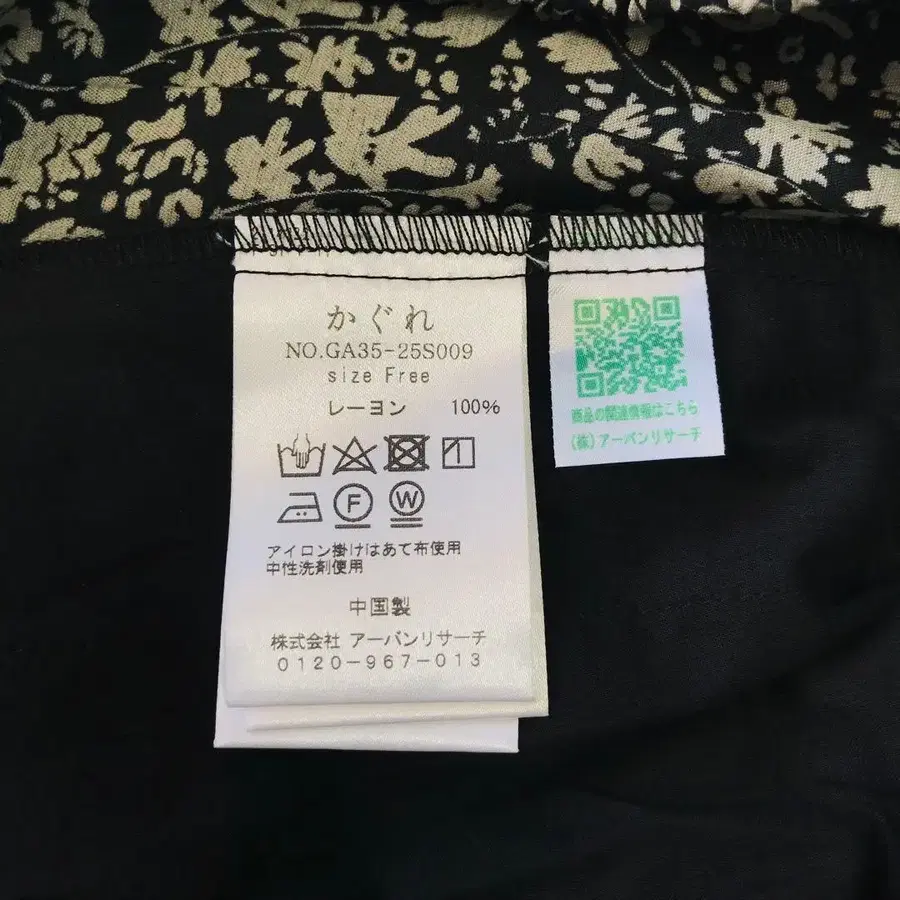 かぐれ
NO.GA35-25S009
size Free
レーヨン 100%
F W
アイロン掛けはあて布使用
中性洗剤使用
中国製
株式会社 アーバンリサーチ
0120-967-013
商品の関連情報はこちら
(株)アーバンリサーチ